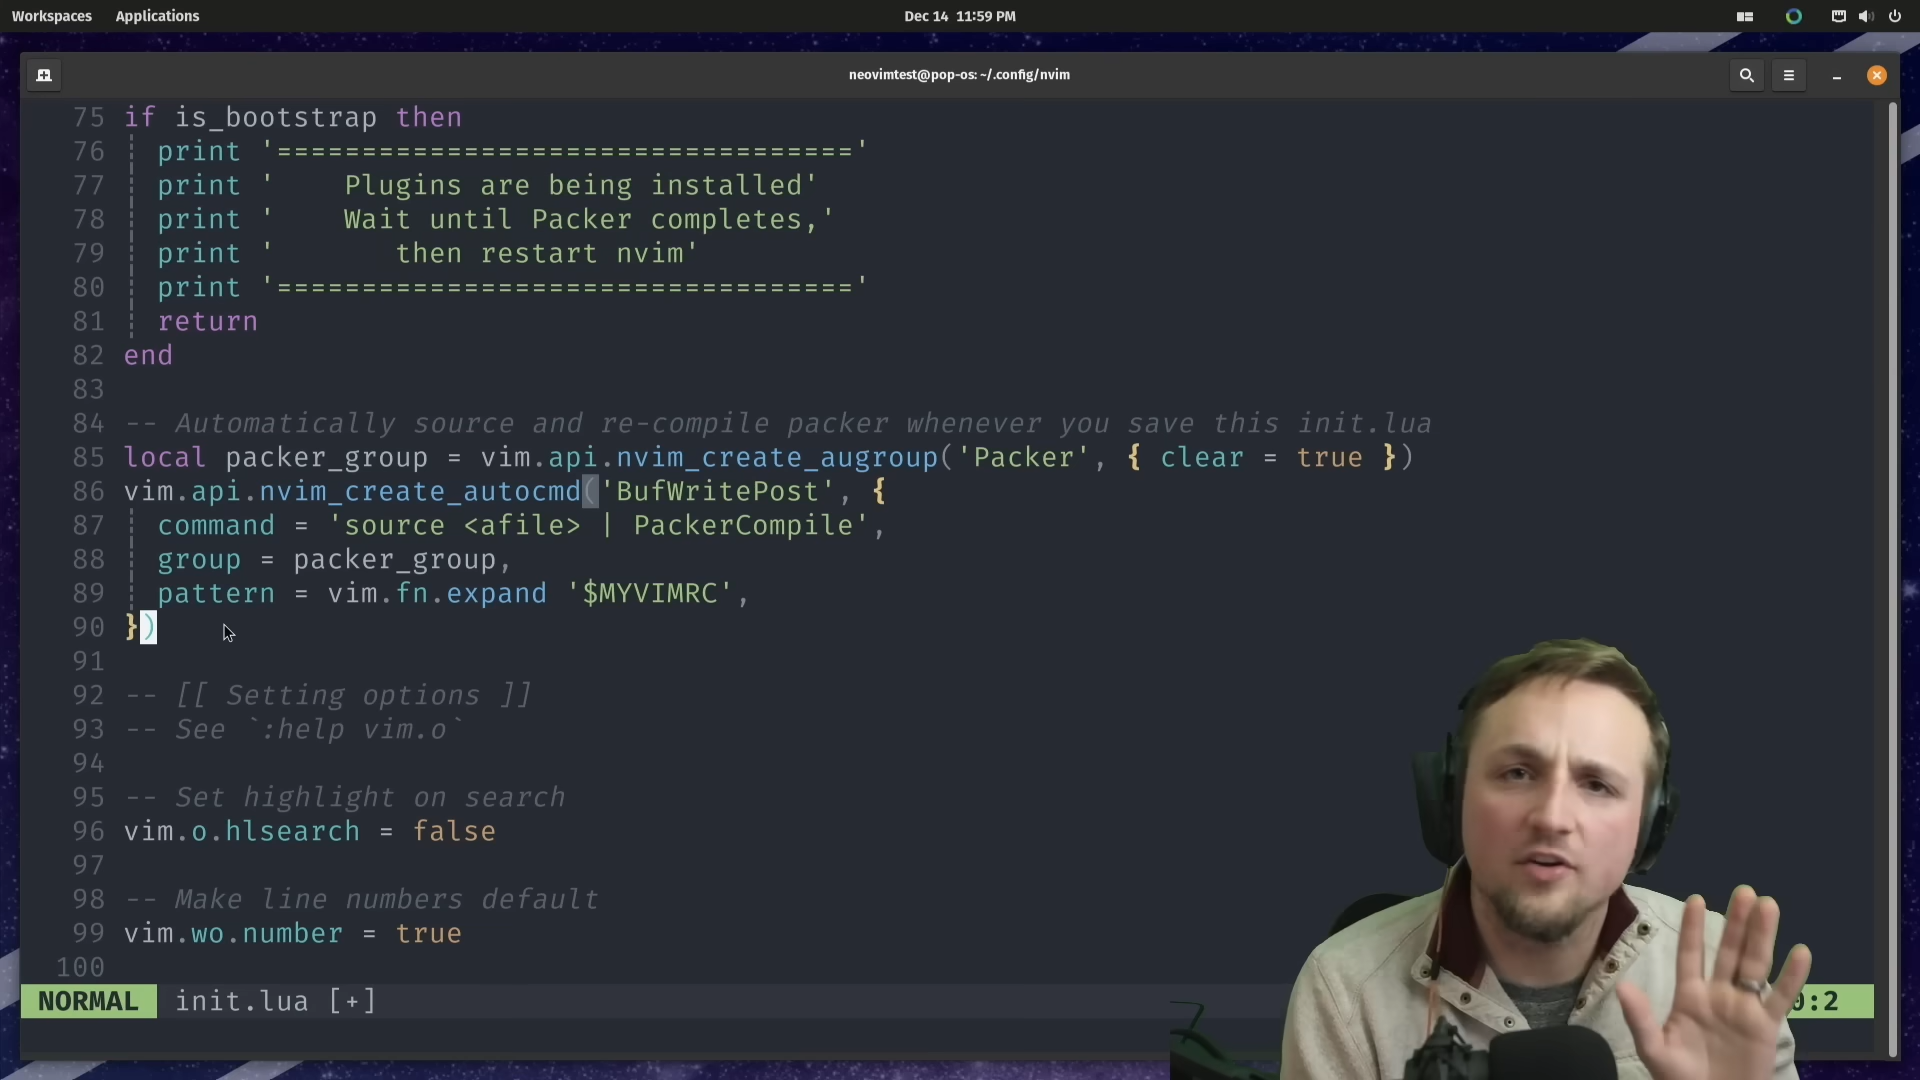 Workspaces Applications Dec 14 11:59 PM
neovimtest@pop-os: ~/.config/nvim
75 if is_bootstrap then
76 print '=================================='
77 print '    Plugins are being installed'
78 print '    Wait until Packer completes,'
79 print '       then restart nvim'
80 print '=================================='
81 return
82 end
83
84 -- Automatically source and re-compile packer whenever you save this init.lua
85 local packer_group = vim.api.nvim_create_augroup('Packer', { clear = true })
86 vim.api.nvim_create_autocmd('BufWritePost', {
87 command = 'source <afile> | PackerCompile',
88 group = packer_group,
89 pattern = vim.fn.expand '$MYVIMRC',
90 })
91
92 -- [[ Setting options ]]
93 -- See `:help vim.o`
94
95 -- Set highlight on search
96 vim.o.hlsearch = false
97
98 -- Make line numbers default
99 vim.wo.number = true
100
NORMAL init.lua [+] 0:2